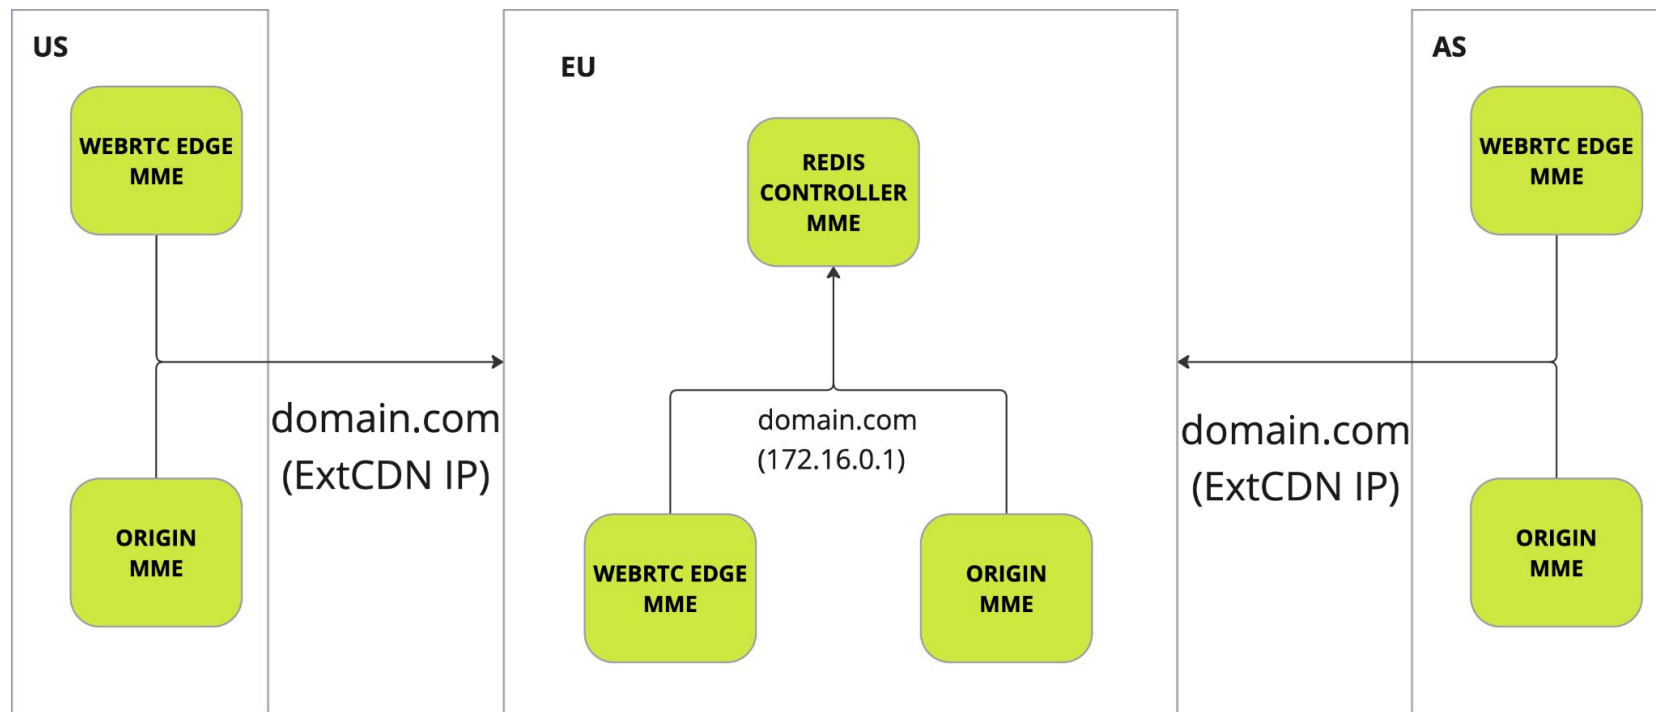 US
WEBRTC EDGE
MME
domain.com
(ExtCDN IP)
ORIGIN
MME
EU
REDIS
CONTROLLER
MME
domain.com
(172.16.0.1)
WEBRTC EDGE
MME
ORIGIN
MME
AS
WEBRTC EDGE
MME
domain.com
(ExtCDN IP)
ORIGIN
MME